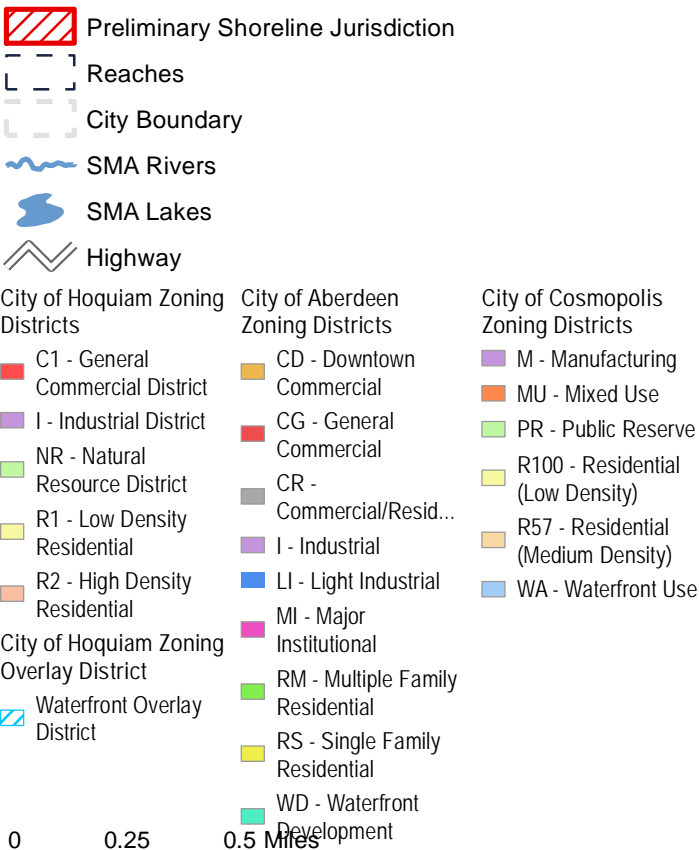 Preliminary Shoreline Jurisdiction
Reaches
City Boundary
SMA Rivers
SMA Lakes
Highway
City of Hoquiam Zoning
Districts
C1 - General
Commercial District
I - Industrial District
NR - Natural
Resource District
R1 - Low Density
Residential
R2 - High Density
Residential
City of Hoquiam Zoning
Overlay District
Waterfront Overlay
District
City of Aberdeen
Zoning Districts
CD - Downtown
Commercial
CG - General
Commercial
CR -
Commercial/Resid...
I - Industrial
LI - Light Industrial
MI - Major
Institutional
RM - Multiple Family
Residential
RS - Single Family
Residential
WD - Waterfront
Development
City of Cosmopolis
Zoning Districts
M - Manufacturing
MU - Mixed Use
PR - Public Reserve
R100 - Residential
(Low Density)
R57 - Residential
(Medium Density)
WA - Waterfront Use
0 0.25 0.5 Miles